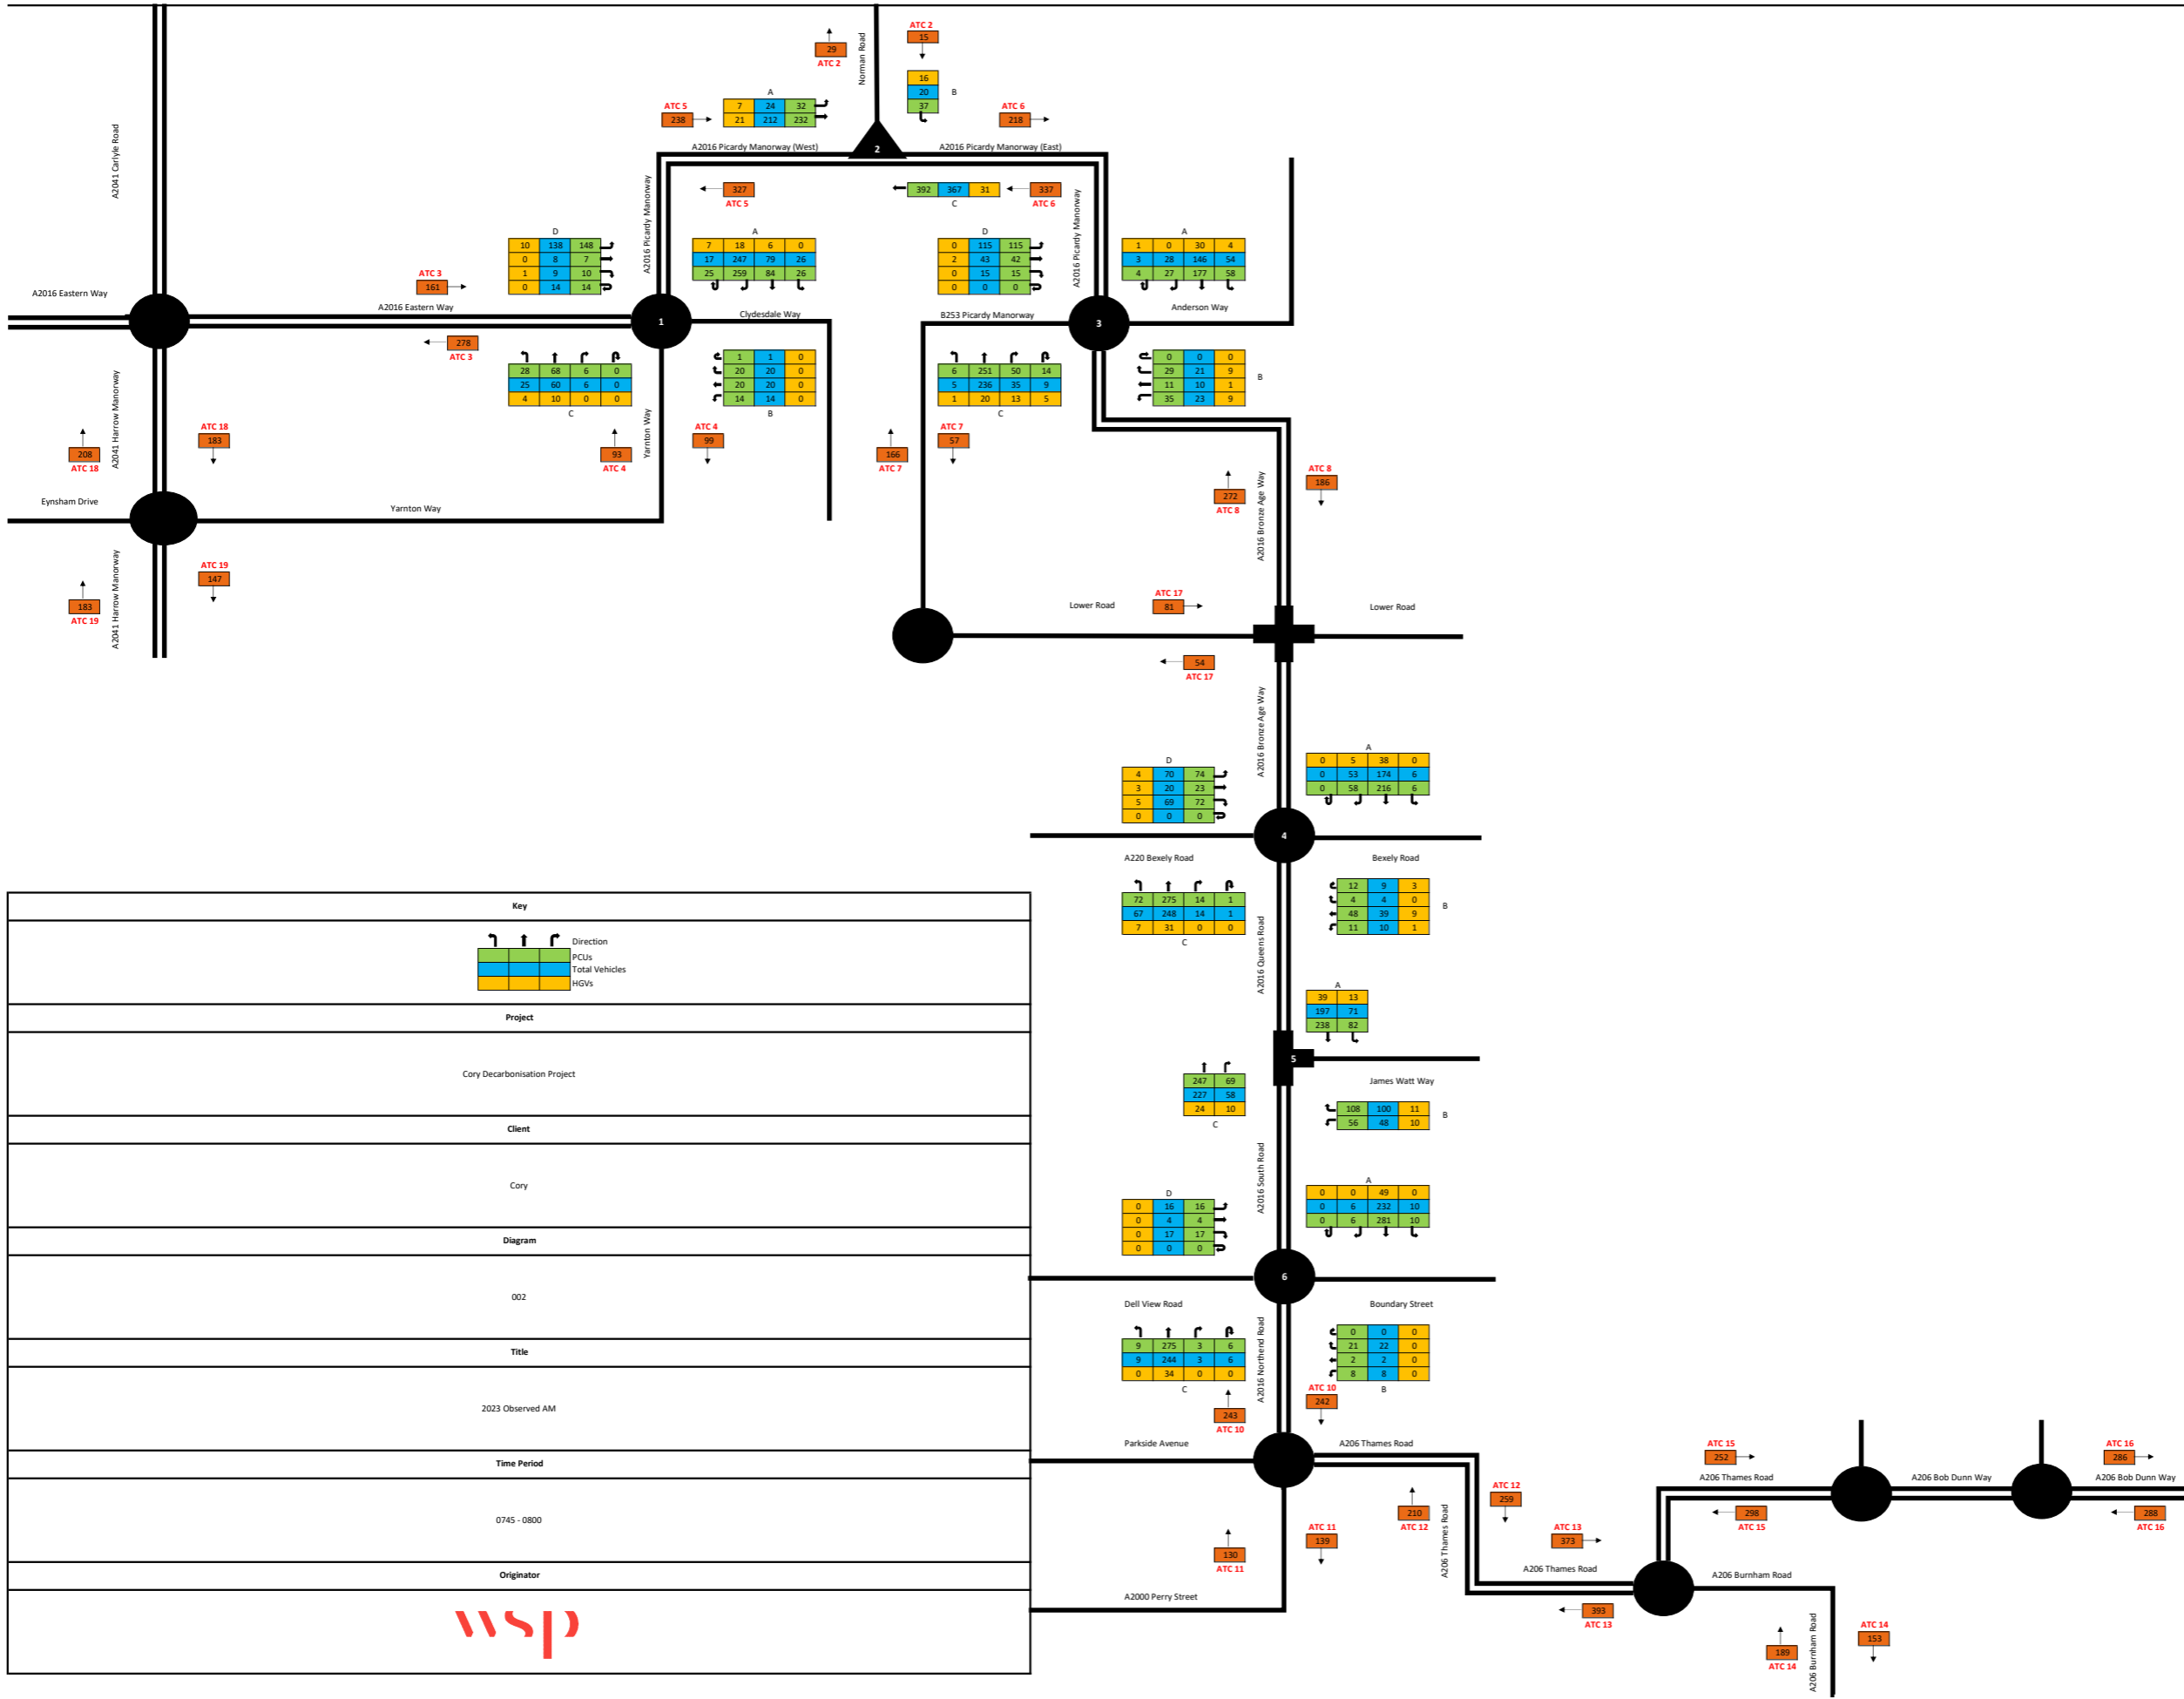 ATC 2
15
29
ATC 2
Norman Road
16
20 B
37
A
7 24 32
21 212 232
ATC 5
238
ATC 6
218
A2016 Picardy Manorway (West)
2
A2016 Picardy Manorway (East)
A2041 Carlyle Road
A2016 Picardy Manorway
327
ATC 5
392 367 31
C
337
ATC 6
A2016 Picardy Manorway
D
10 138 148
0 8 7
1 9 10
0 14 14
A
7 18 6 0
17 247 79 26
25 259 84 26
D
0 115 115
2 43 42
0 15 15
0 0 0
A
1 0 30 4
3 28 146 54
4 27 177 58
ATC 3
161
A2016 Eastern Way
A2016 Eastern Way
1
Clydesdale Way
B253 Picardy Manorway
3
Anderson Way
278
ATC 3
28 68 6 0
25 60 6 0
4 10 0 0
C
1 1 0
20 20 0
20 20 0
14 14 0
B
6 251 50 14
5 236 35 9
1 20 13 5
C
0 0 0
29 21 9
11 10 1
35 23 9
B
A2041 Harrow Manorway
208
ATC 18
ATC 18
183
93
ATC 4
Yarnton Way
ATC 4
99
166
ATC 7
ATC 7
57
272
ATC 8
A2016 Bronze Age Way
ATC 8
186
Eynsham Drive
Yarnton Way
183
ATC 19
A2041 Harrow Manorway
ATC 19
147
Lower Road
ATC 17
81
Lower Road
54
ATC 17
A2016 Bronze Age Way
D
4 70 74
3 20 23
5 69 72
0 0 0
A
0 5 38 0
0 53 174 6
0 58 216 6
4
A220 Bexely Road
Bexely Road
72 275 14 1
67 248 14 1
7 31 0 0
C
A2016 Queens Road
12 9 3
4 4 0
48 39 9
11 10 1
B
A
39 13
197 71
238 82
5
James Watt Way
247 69
227 58
24 10
C
108 100 11
56 48 10
B
A2016 South Road
D
0 16 16
0 4 4
0 17 17
0 0 0
A
0 0 49 0
0 6 232 10
0 6 281 10
6
Dell View Road
Boundary Street
9 275 3 6
9 244 3 6
0 34 0 0
C
A2016 Northend Road
0 0 0
21 22 0
2 2 0
8 8 0
B
243
ATC 10
ATC 10
242
Parkside Avenue
A206 Thames Road
130
ATC 11
ATC 11
139
210
ATC 12
A206 Thames Road
ATC 12
259
ATC 13
373
A2000 Perry Street
A206 Thames Road
393
ATC 13
ATC 15
252
A206 Thames Road
298
ATC 15
A206 Bob Dunn Way
ATC 16
286
A206 Bob Dunn Way
288
ATC 16
A206 Burnham Road
189
ATC 14
A206 Burnham Road
ATC 14
153
Key
Direction
PCUs
Total Vehicles
HGVs
Project
Cory Decarbonisation Project
Client
Cory
Diagram
002
Title
2023 Observed AM
Time Period
0745 - 0800
Originator
wsp